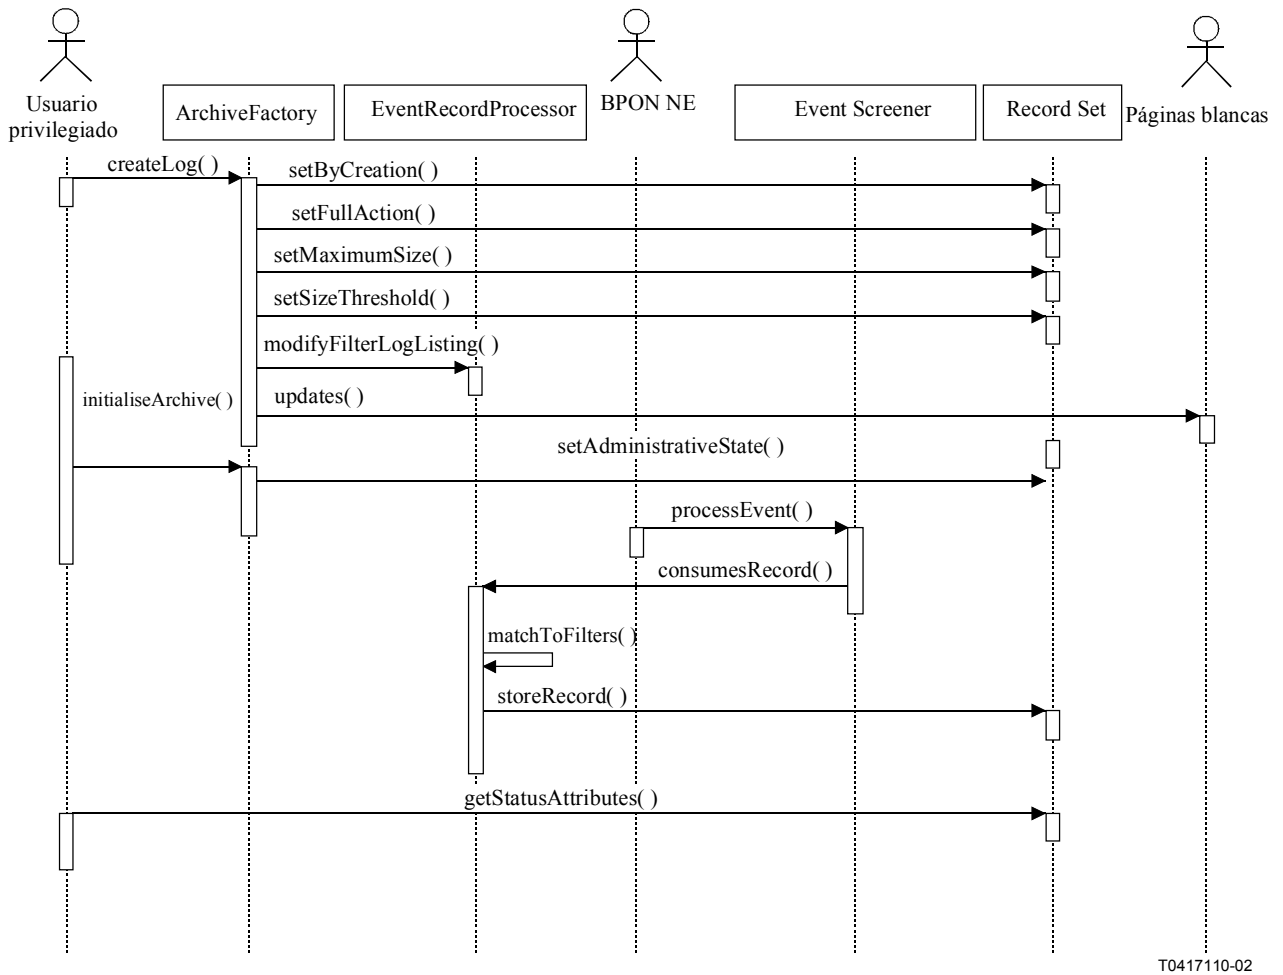 Usuario
privilegiado
ArchiveFactory
EventRecordProcessor
BPON NE
Event Screener
Record Set
Páginas blancas
createLog( )
setByCreation( )
setFullAction( )
setMaximumSize( )
setSizeThreshold( )
modifyFilterLogListing( )
initialiseArchive( )
updates( )
setAdministrativeState( )
processEvent( )
consumesRecord( )
matchToFilters( )
storeRecord( )
getStatusAttributes( )
T0417110-02